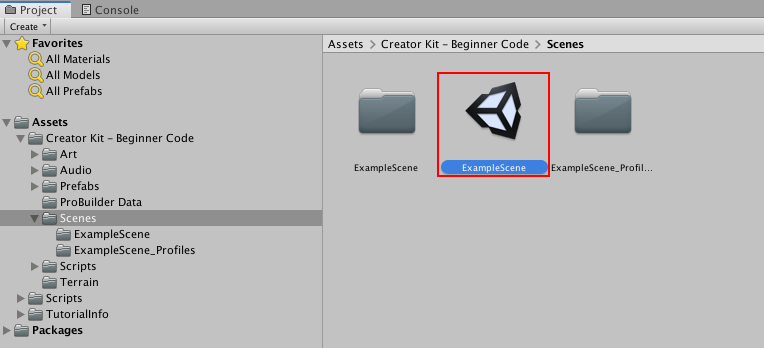 Project
Console
Create
Favorites
All Materials
All Models
All Prefabs
Assets
Creator Kit – Beginner Code
Art
Audio
Prefabs
ProBuilder Data
Scenes
ExampleScene
ExampleScene_Profiles
Scripts
Terrain
Scripts
TutorialInfo
Packages
Assets > Creator Kit – Beginner Code > Scenes
ExampleScene
ExampleScene
ExampleScene_Profil...